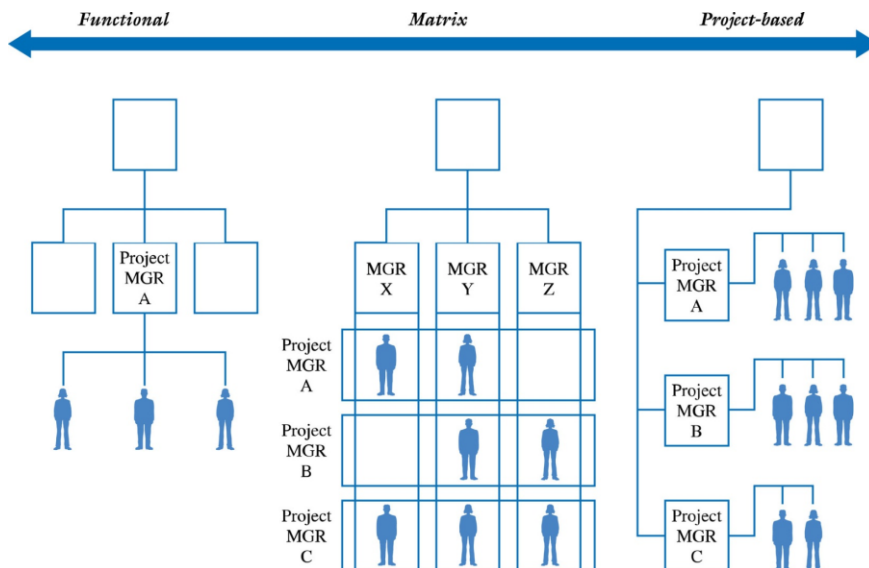 Functional
Matrix
Project-based
Project
MGR
A
MGR
X
MGR
Y
MGR
Z
Project
MGR
A
Project
MGR
B
Project
MGR
C
Project
MGR
A
Project
MGR
B
Project
MGR
C